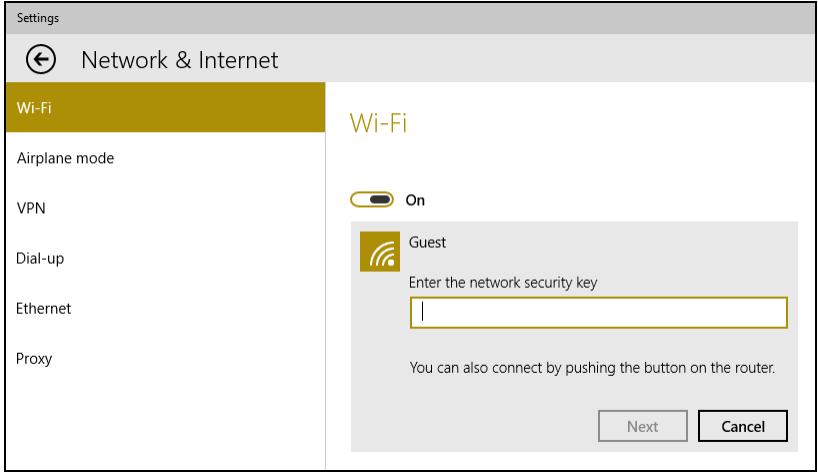 Settings
Network & Internet
Wi-Fi
Airplane mode
VPN
Dial-up
Ethernet
Proxy
Wi-Fi
On
Guest
Enter the network security key
You can also connect by pushing the button on the router.
Next
Cancel